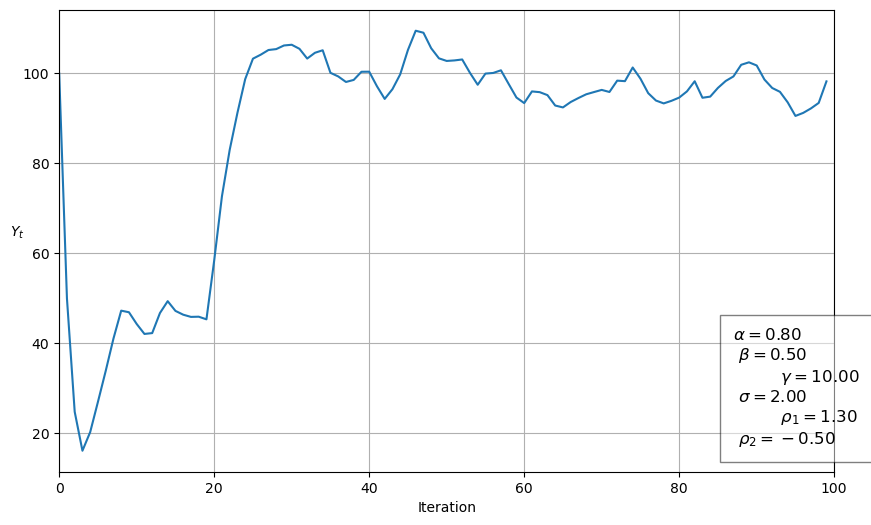 100
80
60
40
20
Y_t
0 20 40 60 80 100
Iteration
α = 0.80
β = 0.50
γ = 10.00
σ = 2.00
ρ₁ = 1.30
ρ₂ = −0.50